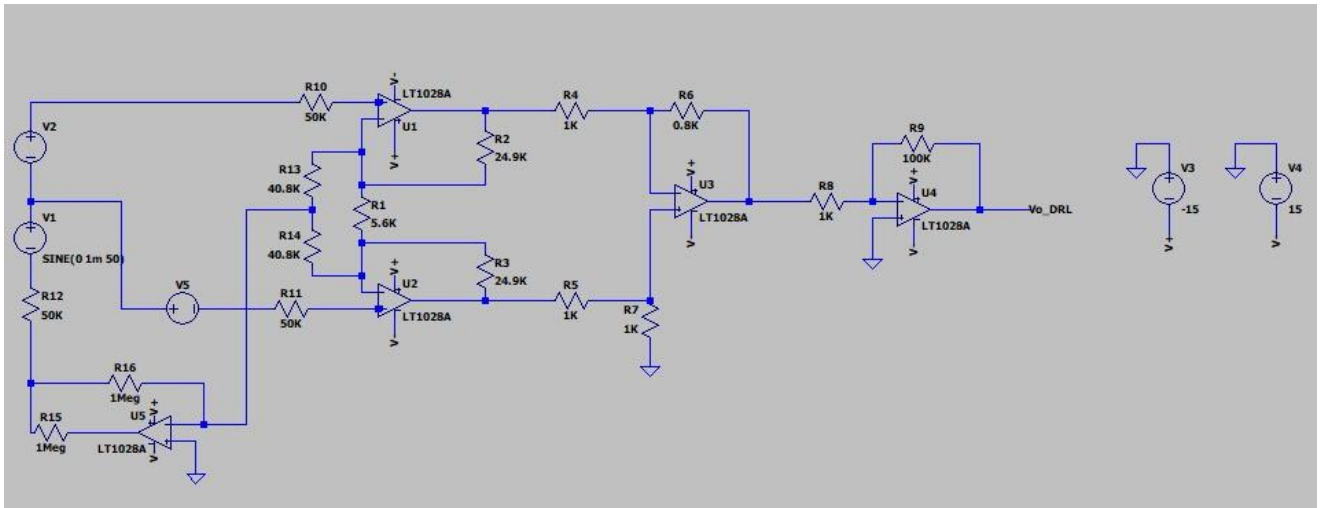 V2
V1
SINE(0 1m 50)
R12
50K
V5
R10
50K
V-
LT1028A
U1
V+
R2
24.9K
R13
40.8K
R1
5.6K
R14
40.8K
R11
50K
V+
U2
LT1028A
V-
R3
24.9K
R4
1K
R5
1K
R6
0.8K
V+
U3
LT1028A
V-
R7
1K
R8
1K
R9
100K
V+
U4
LT1028A
V-
Vo_DRL
V3
-15
V+
V4
15
V-
R16
1Meg
R15
1Meg
V+
U5
LT1028A
V-